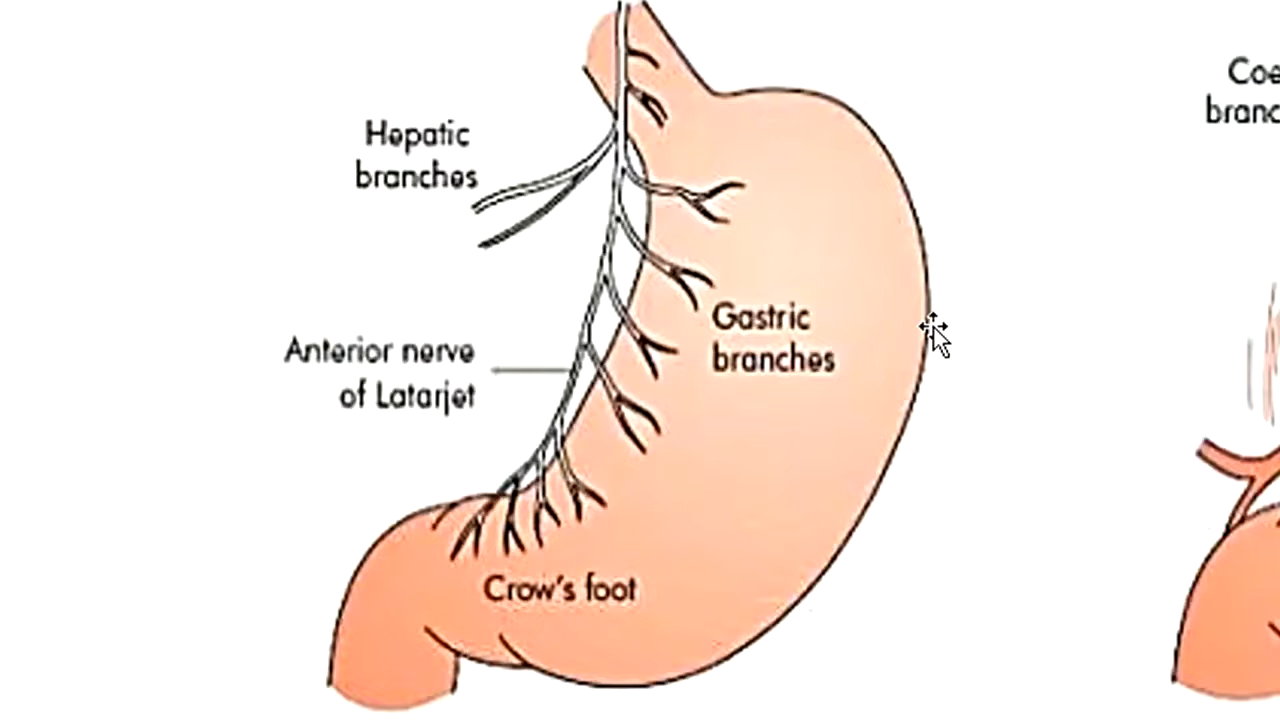 Hepatic
branches
Anterior nerve
of Latarjet
Gastric
branches
Crow's foot